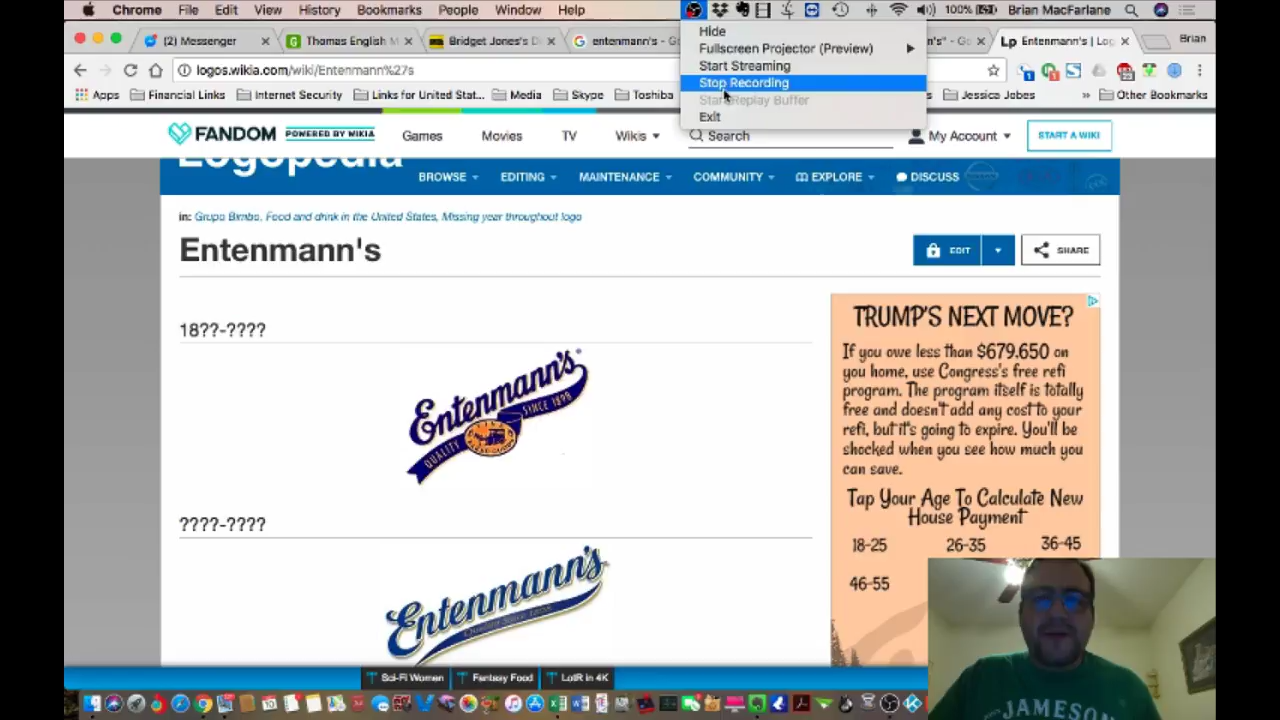 Chrome File Edit View History Bookmarks People Window Help 100% Brian MacFarlane
(2) Messenger Thomas English M Bridget Jones's D entenmann's - Go Entenmann's | Log Brian
logos.wikia.com/wiki/Entenmann%27s
Apps Financial Links Internet Security Links for United Stat... Media Skype Toshiba Jessica Jobes » Other Bookmarks
Hide
Fullscreen Projector (Preview)
Start Streaming
Stop Recording
Start Replay Buffer
Exit
FANDOM POWERED BY WIKIA Games Movies TV Wikis Search My Account START A WIKI
Logopedia
BROWSE EDITING MAINTENANCE COMMUNITY EXPLORE DISCUSS
in: Grupo Bimbo, Food and drink in the United States, Missing year throughout logo
Entenmann's
EDIT SHARE
18??-????
Entenmann's
SINCE 1898
QUALITY
????-????
Entenmann's
TRUMP'S NEXT MOVE?
If you owe less than $679.650 on
you home, use Congress's free refi
program. The program itself is totally
free and doesn't add any cost to your
refi, but it's going to expire. You'll be
shocked when you see how much you
can save.
Tap Your Age To Calculate New
House Payment
18-25 26-35 36-45
46-55
Sci-Fi Women Fantasy Food LotR in 4K
JAMESON